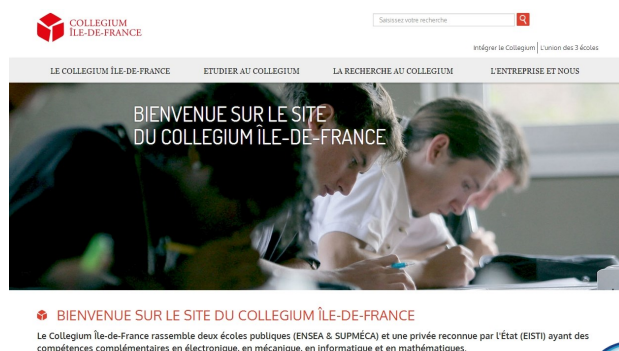 COLLEGIUM
ÎLE-DE-FRANCE
Saisissez votre recherche
Intégrer le Collegium | L'union des 3 écoles
LE COLLEGIUM ÎLE-DE-FRANCE ETUDIER AU COLLEGIUM LA RECHERCHE AU COLLEGIUM L'ENTREPRISE ET NOUS
BIENVENUE SUR LE SITE
DU COLLEGIUM ÎLE-DE-FRANCE
BIENVENUE SUR LE SITE DU COLLEGIUM ÎLE-DE-FRANCE
Le Collegium Île-de-France rassemble deux écoles publiques (ENSEA & SUPMÉCA) et une privée reconnue par l'État (EISTI) ayant des
compétences complémentaires en électronique, en mécanique, en informatique et en mathématiques.